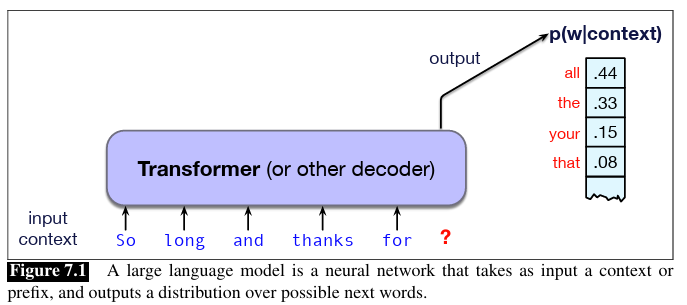 p(w|context)
output
all .44
the .33
your .15
that .08
Transformer (or other decoder)
input
context
So long and thanks for ?
Figure 7.1 A large language model is a neural network that takes as input a context or
prefix, and outputs a distribution over possible next words.